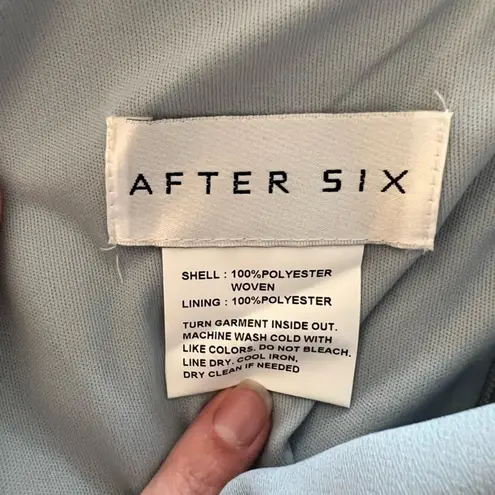 AFTER SIX
SHELL : 100%POLYESTER
WOVEN
LINING : 100%POLYESTER
TURN GARMENT INSIDE OUT.
MACHINE WASH COLD WITH
LIKE COLORS. DO NOT BLEACH.
LINE DRY. COOL IRON,
DRY CLEAN IF NEEDED